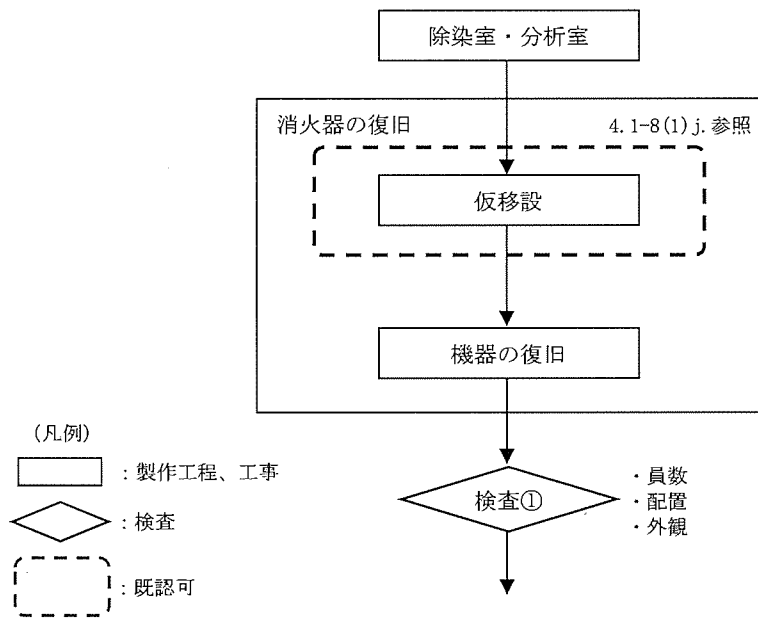 除染室・分析室
消火器の復旧
4.1-8(1)j.参照
仮移設
機器の復旧
検査①
・員数
・配置
・外観
(凡例)
：製作工程、工事
：検査
：既認可